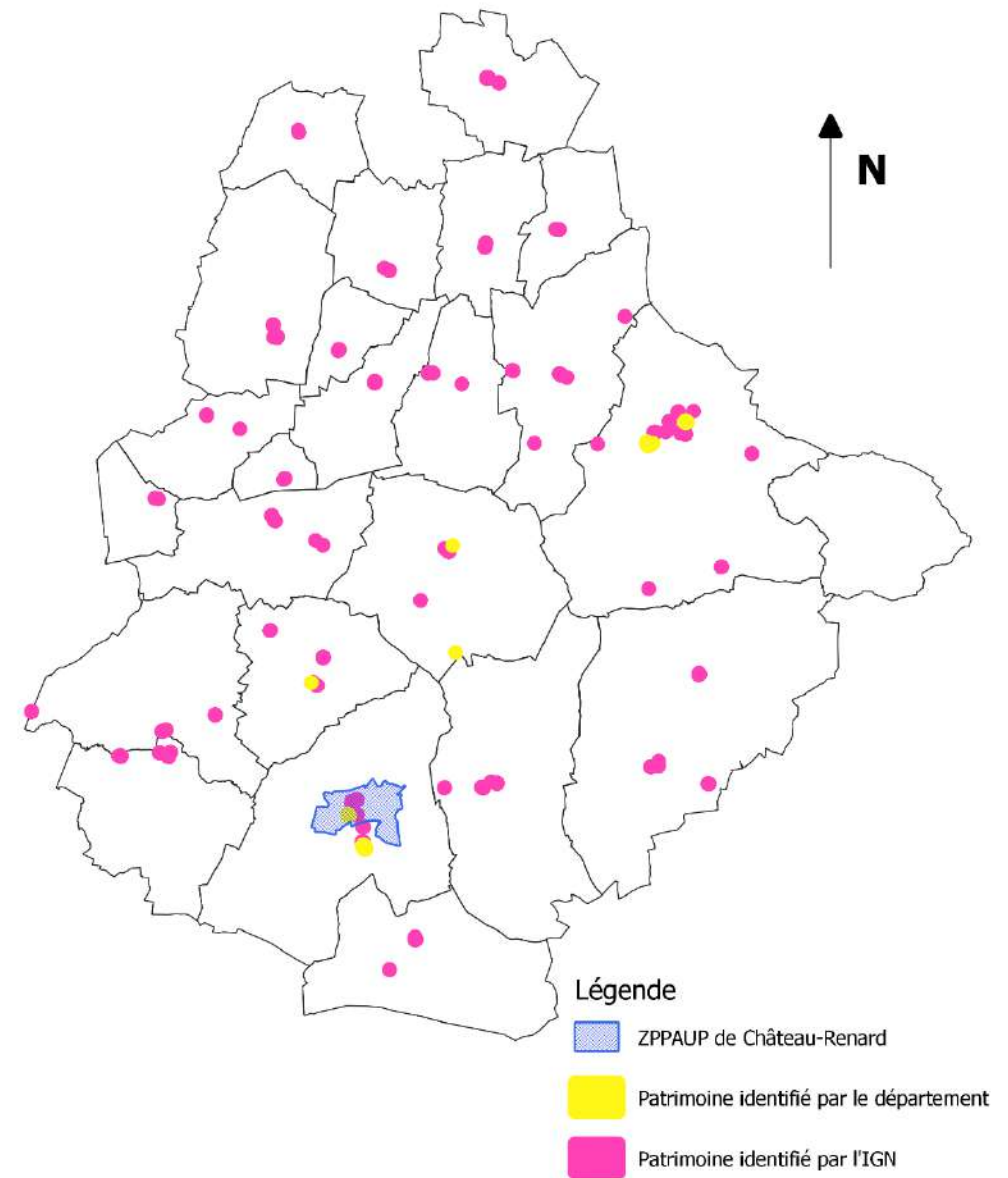 N
Légende
ZPPAUP de Château-Renard
Patrimoine identifié par le département
Patrimoine identifié par l'IGN